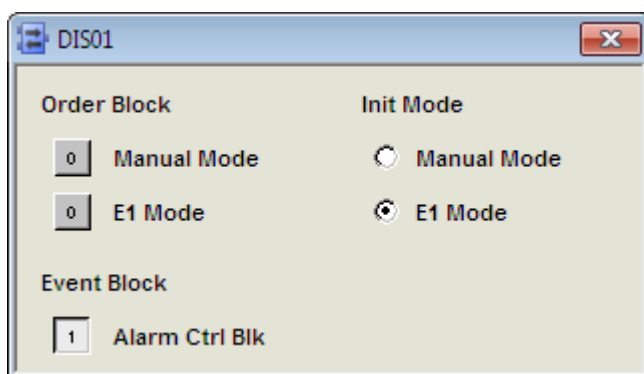 DIS01
Order Block Init Mode
0 Manual Mode Manual Mode
0 E1 Mode E1 Mode
Event Block
1 Alarm Ctrl Blk